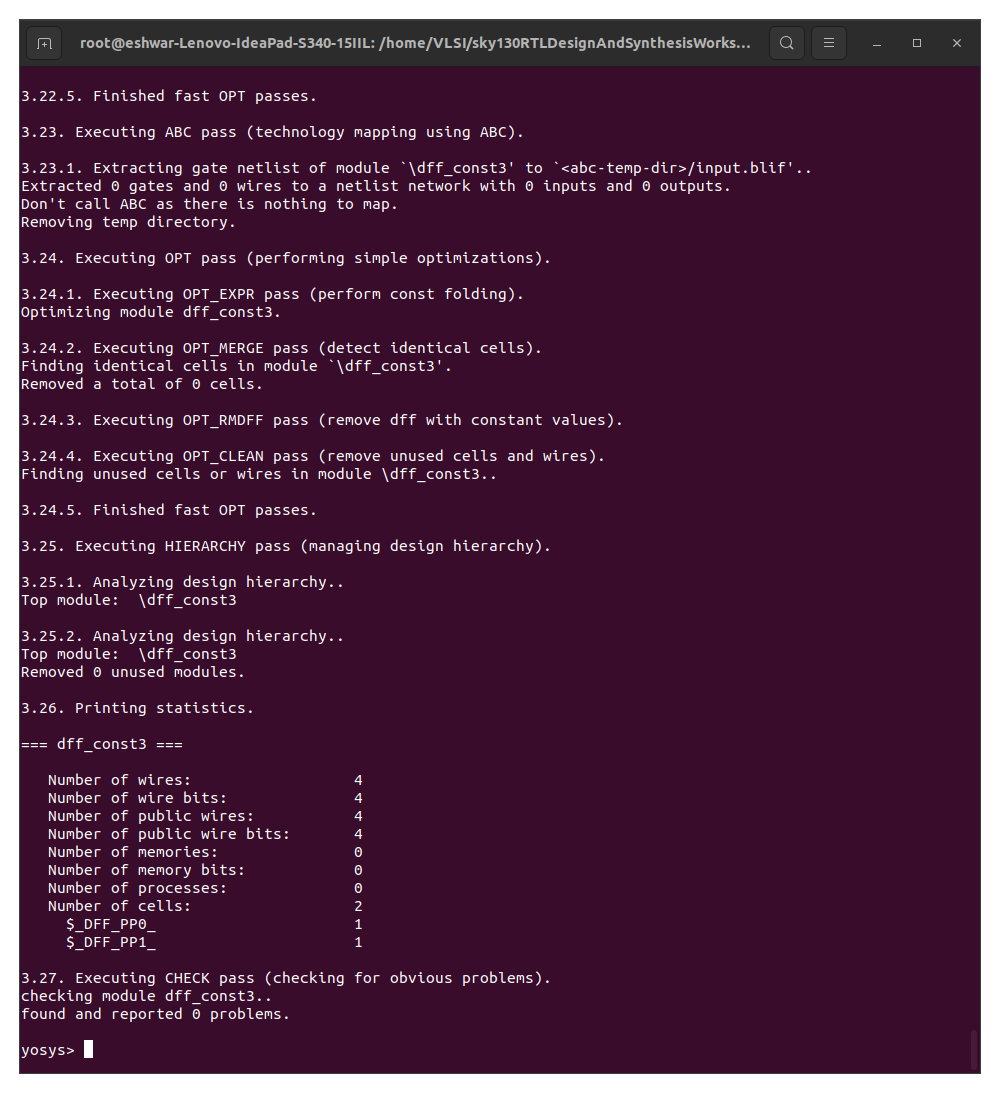 root@eshwar-Lenovo-IdeaPad-S340-15IIL: /home/VLSI/sky130RTLDesignAndSynthesisWorks...
3.22.5. Finished fast OPT passes.
3.23. Executing ABC pass (technology mapping using ABC).
3.23.1. Extracting gate netlist of module `\dff_const3' to `<abc-temp-dir>/input.blif'..
Extracted 0 gates and 0 wires to a netlist network with 0 inputs and 0 outputs.
Don't call ABC as there is nothing to map.
Removing temp directory.
3.24. Executing OPT pass (performing simple optimizations).
3.24.1. Executing OPT_EXPR pass (perform const folding).
Optimizing module dff_const3.
3.24.2. Executing OPT_MERGE pass (detect identical cells).
Finding identical cells in module `\dff_const3'.
Removed a total of 0 cells.
3.24.3. Executing OPT_RMDFF pass (remove dff with constant values).
3.24.4. Executing OPT_CLEAN pass (remove unused cells and wires).
Finding unused cells or wires in module \dff_const3..
3.24.5. Finished fast OPT passes.
3.25. Executing HIERARCHY pass (managing design hierarchy).
3.25.1. Analyzing design hierarchy..
Top module:  \dff_const3
3.25.2. Analyzing design hierarchy..
Top module:  \dff_const3
Removed 0 unused modules.
3.26. Printing statistics.
=== dff_const3 ===
Number of wires: 4
Number of wire bits: 4
Number of public wires: 4
Number of public wire bits: 4
Number of memories: 0
Number of memory bits: 0
Number of processes: 0
Number of cells: 2
$_DFF_PP0_ 1
$_DFF_PP1_ 1
3.27. Executing CHECK pass (checking for obvious problems).
checking module dff_const3..
found and reported 0 problems.
yosys>